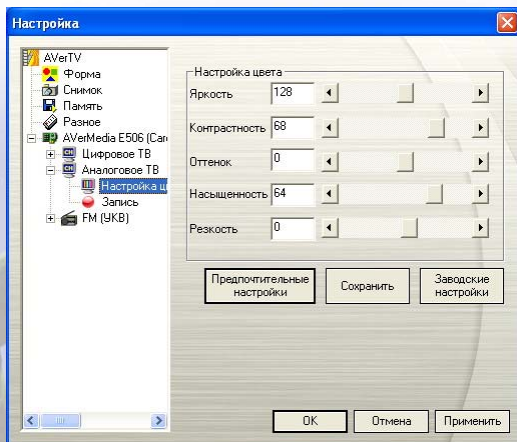 Настройка
AVerTV
Форма
Снимок
Память
Разное
AVerMedia E506 (Car
Цифровое ТВ
Аналоговое ТВ
Настройка ц
Запись
FM (УКВ)
Настройка цвета
Яркость 128
Контрастность 68
Оттенок 0
Насыщенность 64
Резкость 0
Предпочтительные
настройки
Сохранить
Заводские
настройки
OK
Отмена
Применить